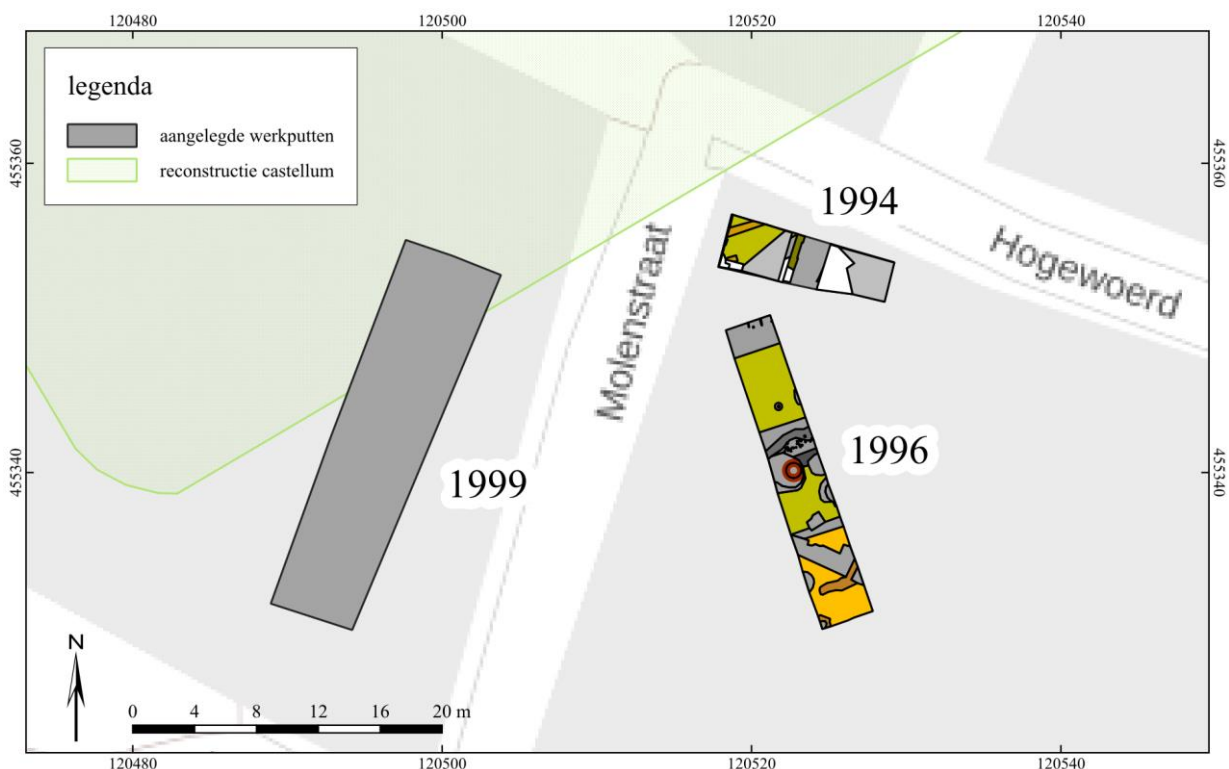 120480 120500 120520 120540
legenda
aangelegde werkputten
reconstructie castellum
455360 455360
1994
Molenstraat
Hogewoerd
1996
1999
455340 455340
N
0 4 8 12 16 20 m
120480 120500 120520 120540